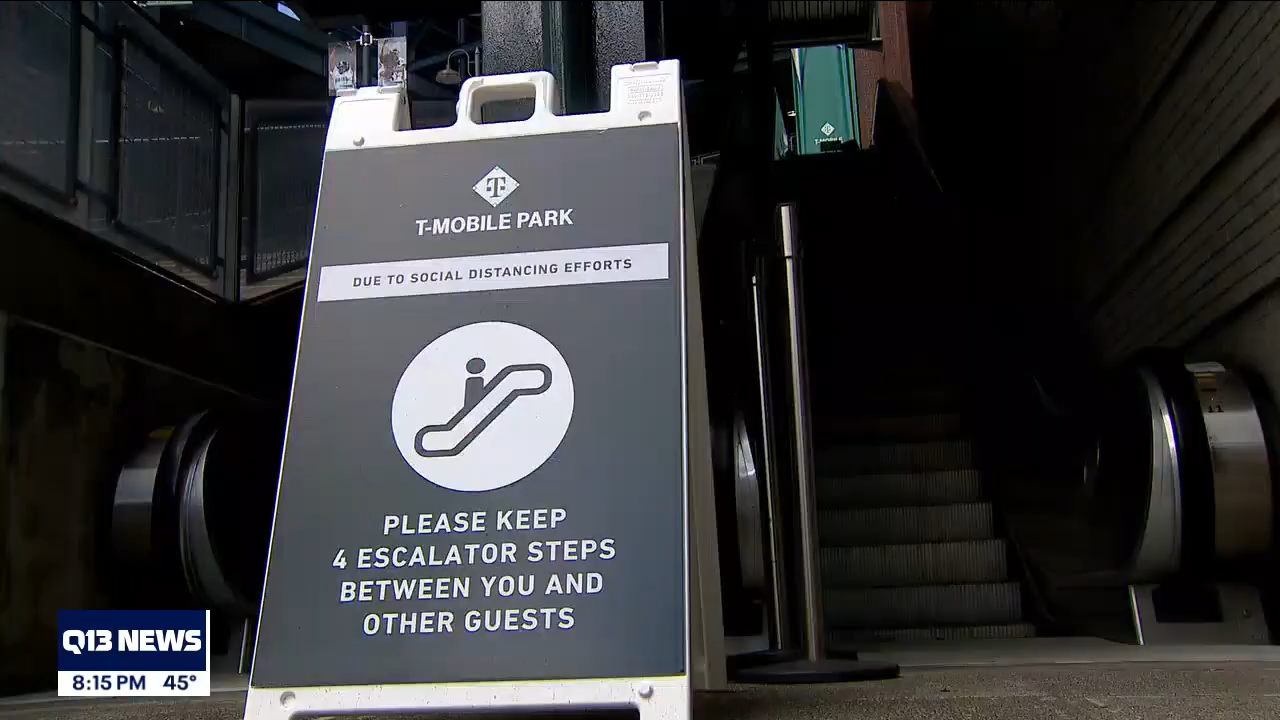 T-MOBILE PARK
DUE TO SOCIAL DISTANCING EFFORTS
PLEASE KEEP
4 ESCALATOR STEPS
BETWEEN YOU AND
OTHER GUESTS
Q13 NEWS
8:15 PM 45°